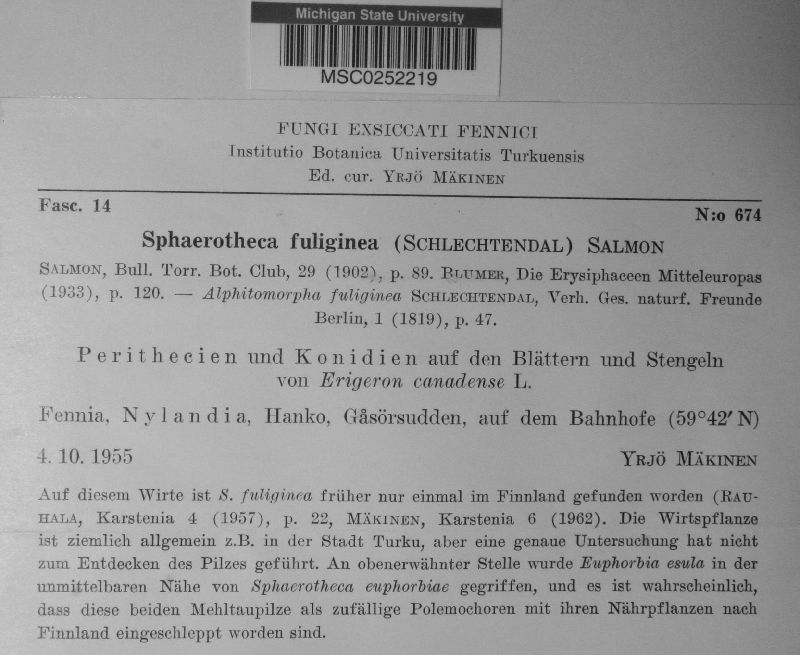 Michigan State University
MSC0252219
FUNGI EXSICCATI FENNICI
Institutio Botanica Universitatis Turkuensis
Ed. cur. YRJÖ MÄKINEN
Fasc. 14
N:o 674
Sphaerotheca fuliginea (SCHLECHTENDAL) SALMON
SALMON, Bull. Torr. Bot. Club, 29 (1902), p. 89. BLUMER, Die Erysiphaceen Mitteleuropas
(1933), p. 120. — Alphitomorpha fuliginea SCHLECHTENDAL, Verh. Ges. naturf. Freunde
Berlin, 1 (1819), p. 47.
Perithecien und Konidien auf den Blättern und Stengeln
von Erigeron canadense L.
Fennia, Nylandia, Hanko, Gåsörsudden, auf dem Bahnhofe (59°42′ N)
4. 10. 1955
YRJÖ MÄKINEN
Auf diesem Wirte ist S. fuliginea früher nur einmal im Finnland gefunden worden (RAU-
HALA, Karstenia 4 (1957), p. 22, MÄKINEN, Karstenia 6 (1962). Die Wirtspflanze
ist ziemlich allgemein z.B. in der Stadt Turku, aber eine genaue Untersuchung hat nicht
zum Entdecken des Pilzes geführt. An obenerwähnter Stelle wurde Euphorbia esula in der
unmittelbaren Nähe von Sphaerotheca euphorbiae gegriffen, und es ist wahrscheinlich,
dass diese beiden Mehltaupilze als zufällige Polemochoren mit ihren Nährpflanzen nach
Finnland eingeschleppt worden sind.